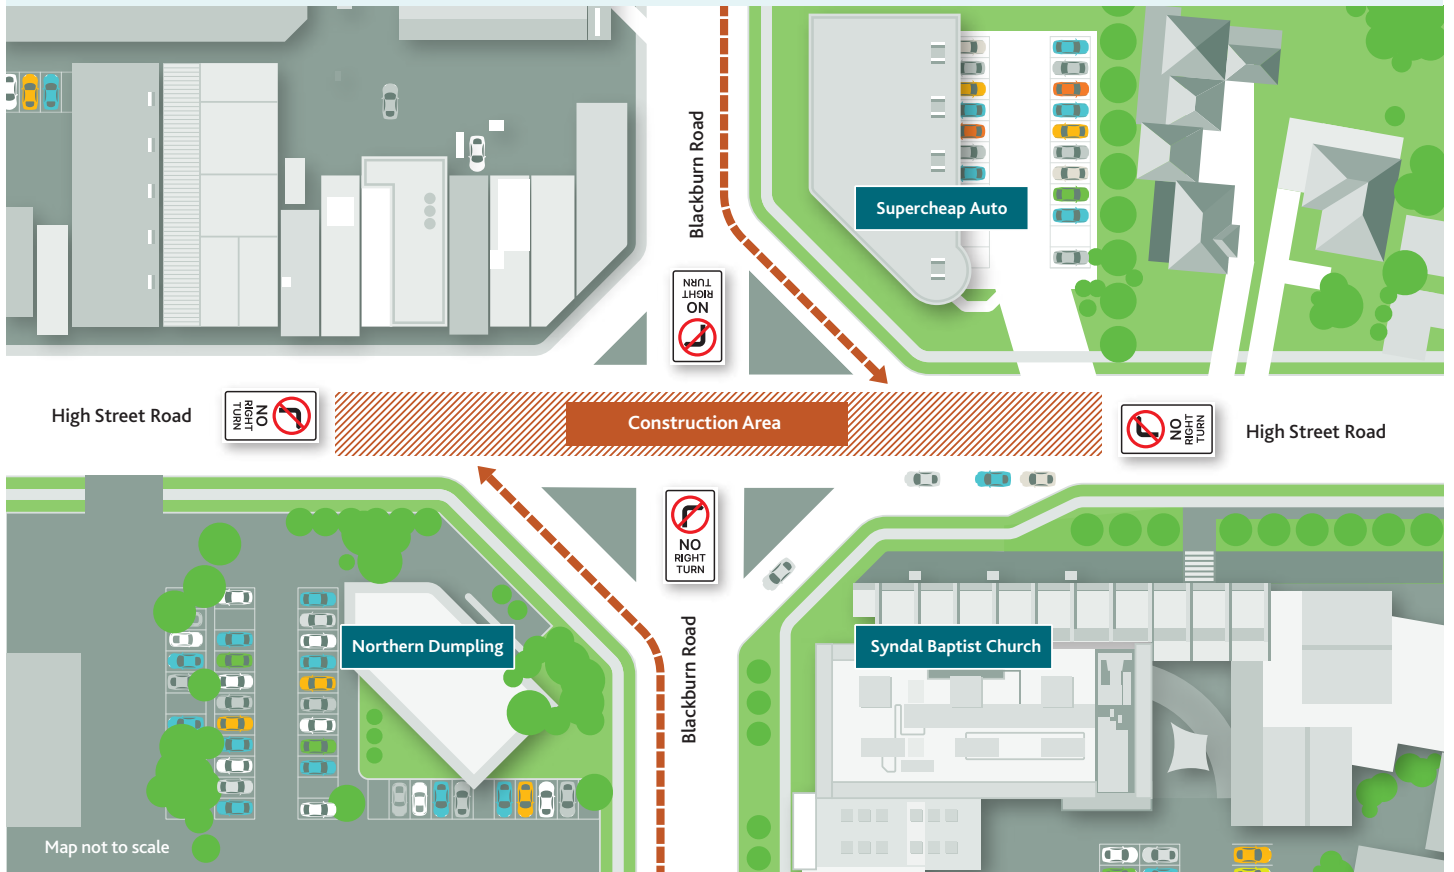 Blackburn Road
Supercheap Auto
NO
RIGHT
TURN
High Street Road
NO
RIGHT
TURN
Construction Area
NO
RIGHT
TURN
High Street Road
NO
RIGHT
TURN
Northern Dumpling
Blackburn Road
Syndal Baptist Church
Map not to scale